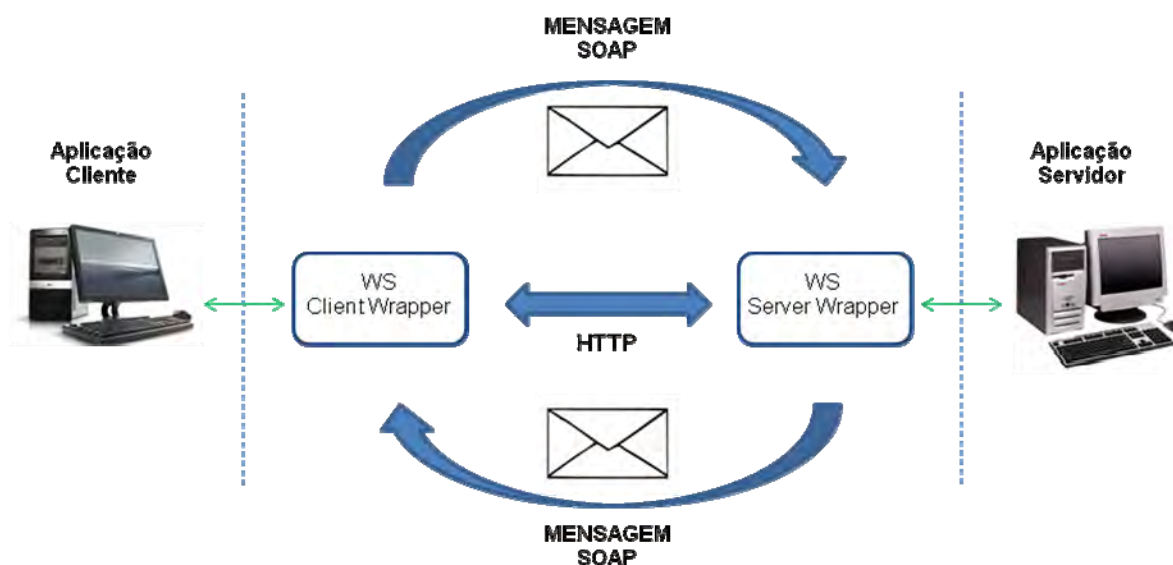 MENSAGEM
SOAP
Aplicação
Cliente
Aplicação
Servidor
WS
Client Wrapper
WS
Server Wrapper
HTTP
MENSAGEM
SOAP